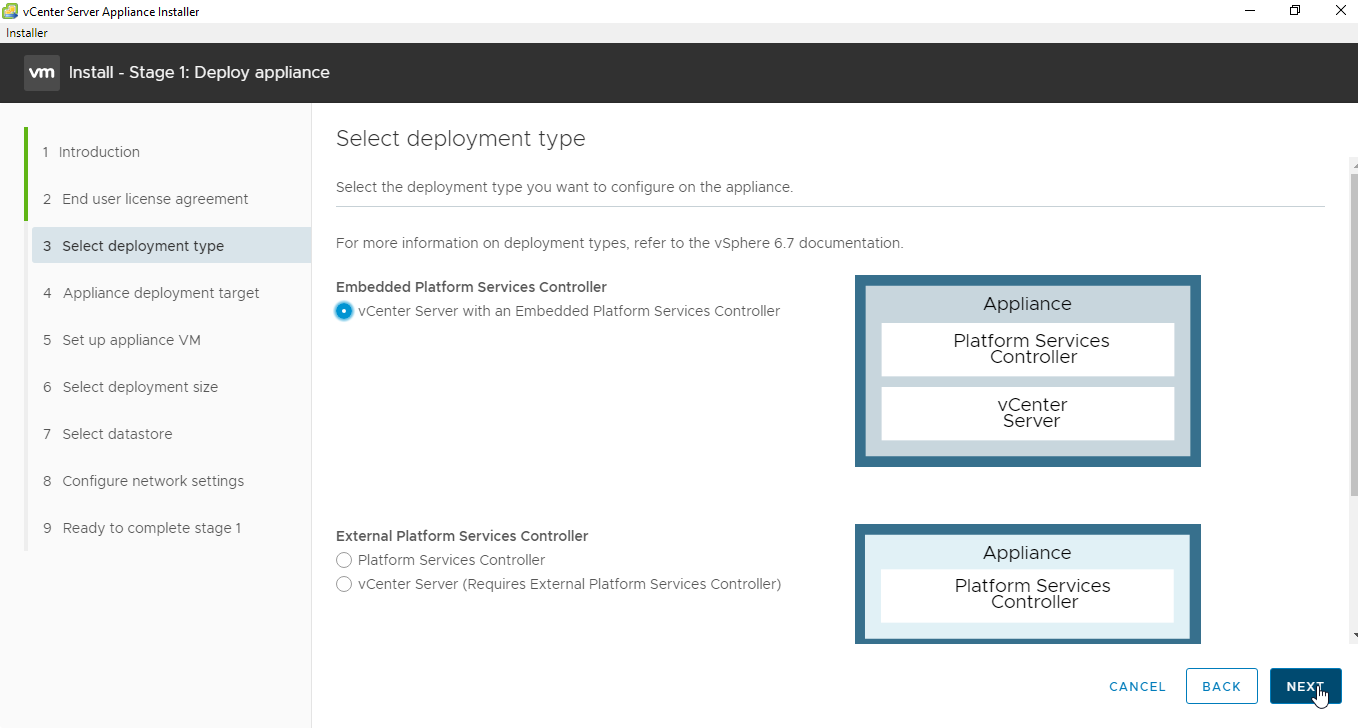 vCenter Server Appliance Installer
Installer
vm Install - Stage 1: Deploy appliance
1 Introduction
2 End user license agreement
3 Select deployment type
4 Appliance deployment target
5 Set up appliance VM
6 Select deployment size
7 Select datastore
8 Configure network settings
9 Ready to complete stage 1
Select deployment type
Select the deployment type you want to configure on the appliance.
For more information on deployment types, refer to the vSphere 6.7 documentation.
Embedded Platform Services Controller
vCenter Server with an Embedded Platform Services Controller
Appliance
Platform Services
Controller
vCenter
Server
External Platform Services Controller
Platform Services Controller
vCenter Server (Requires External Platform Services Controller)
Appliance
Platform Services
Controller
CANCEL
BACK
NEXT